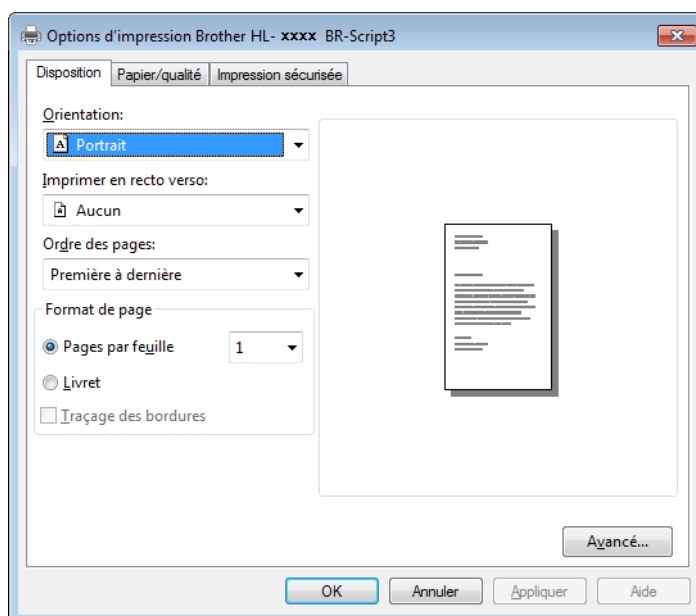 Options d'impression Brother HL- xxxx BR-Script3
Disposition Papier/qualité Impression sécurisée
Orientation:
A Portrait
Imprimer en recto verso:
Aucun
Ordre des pages:
Première à dernière
Format de page
Pages par feuille 1
Livret
Traçage des bordures
Avancé...
OK Annuler Appliquer Aide